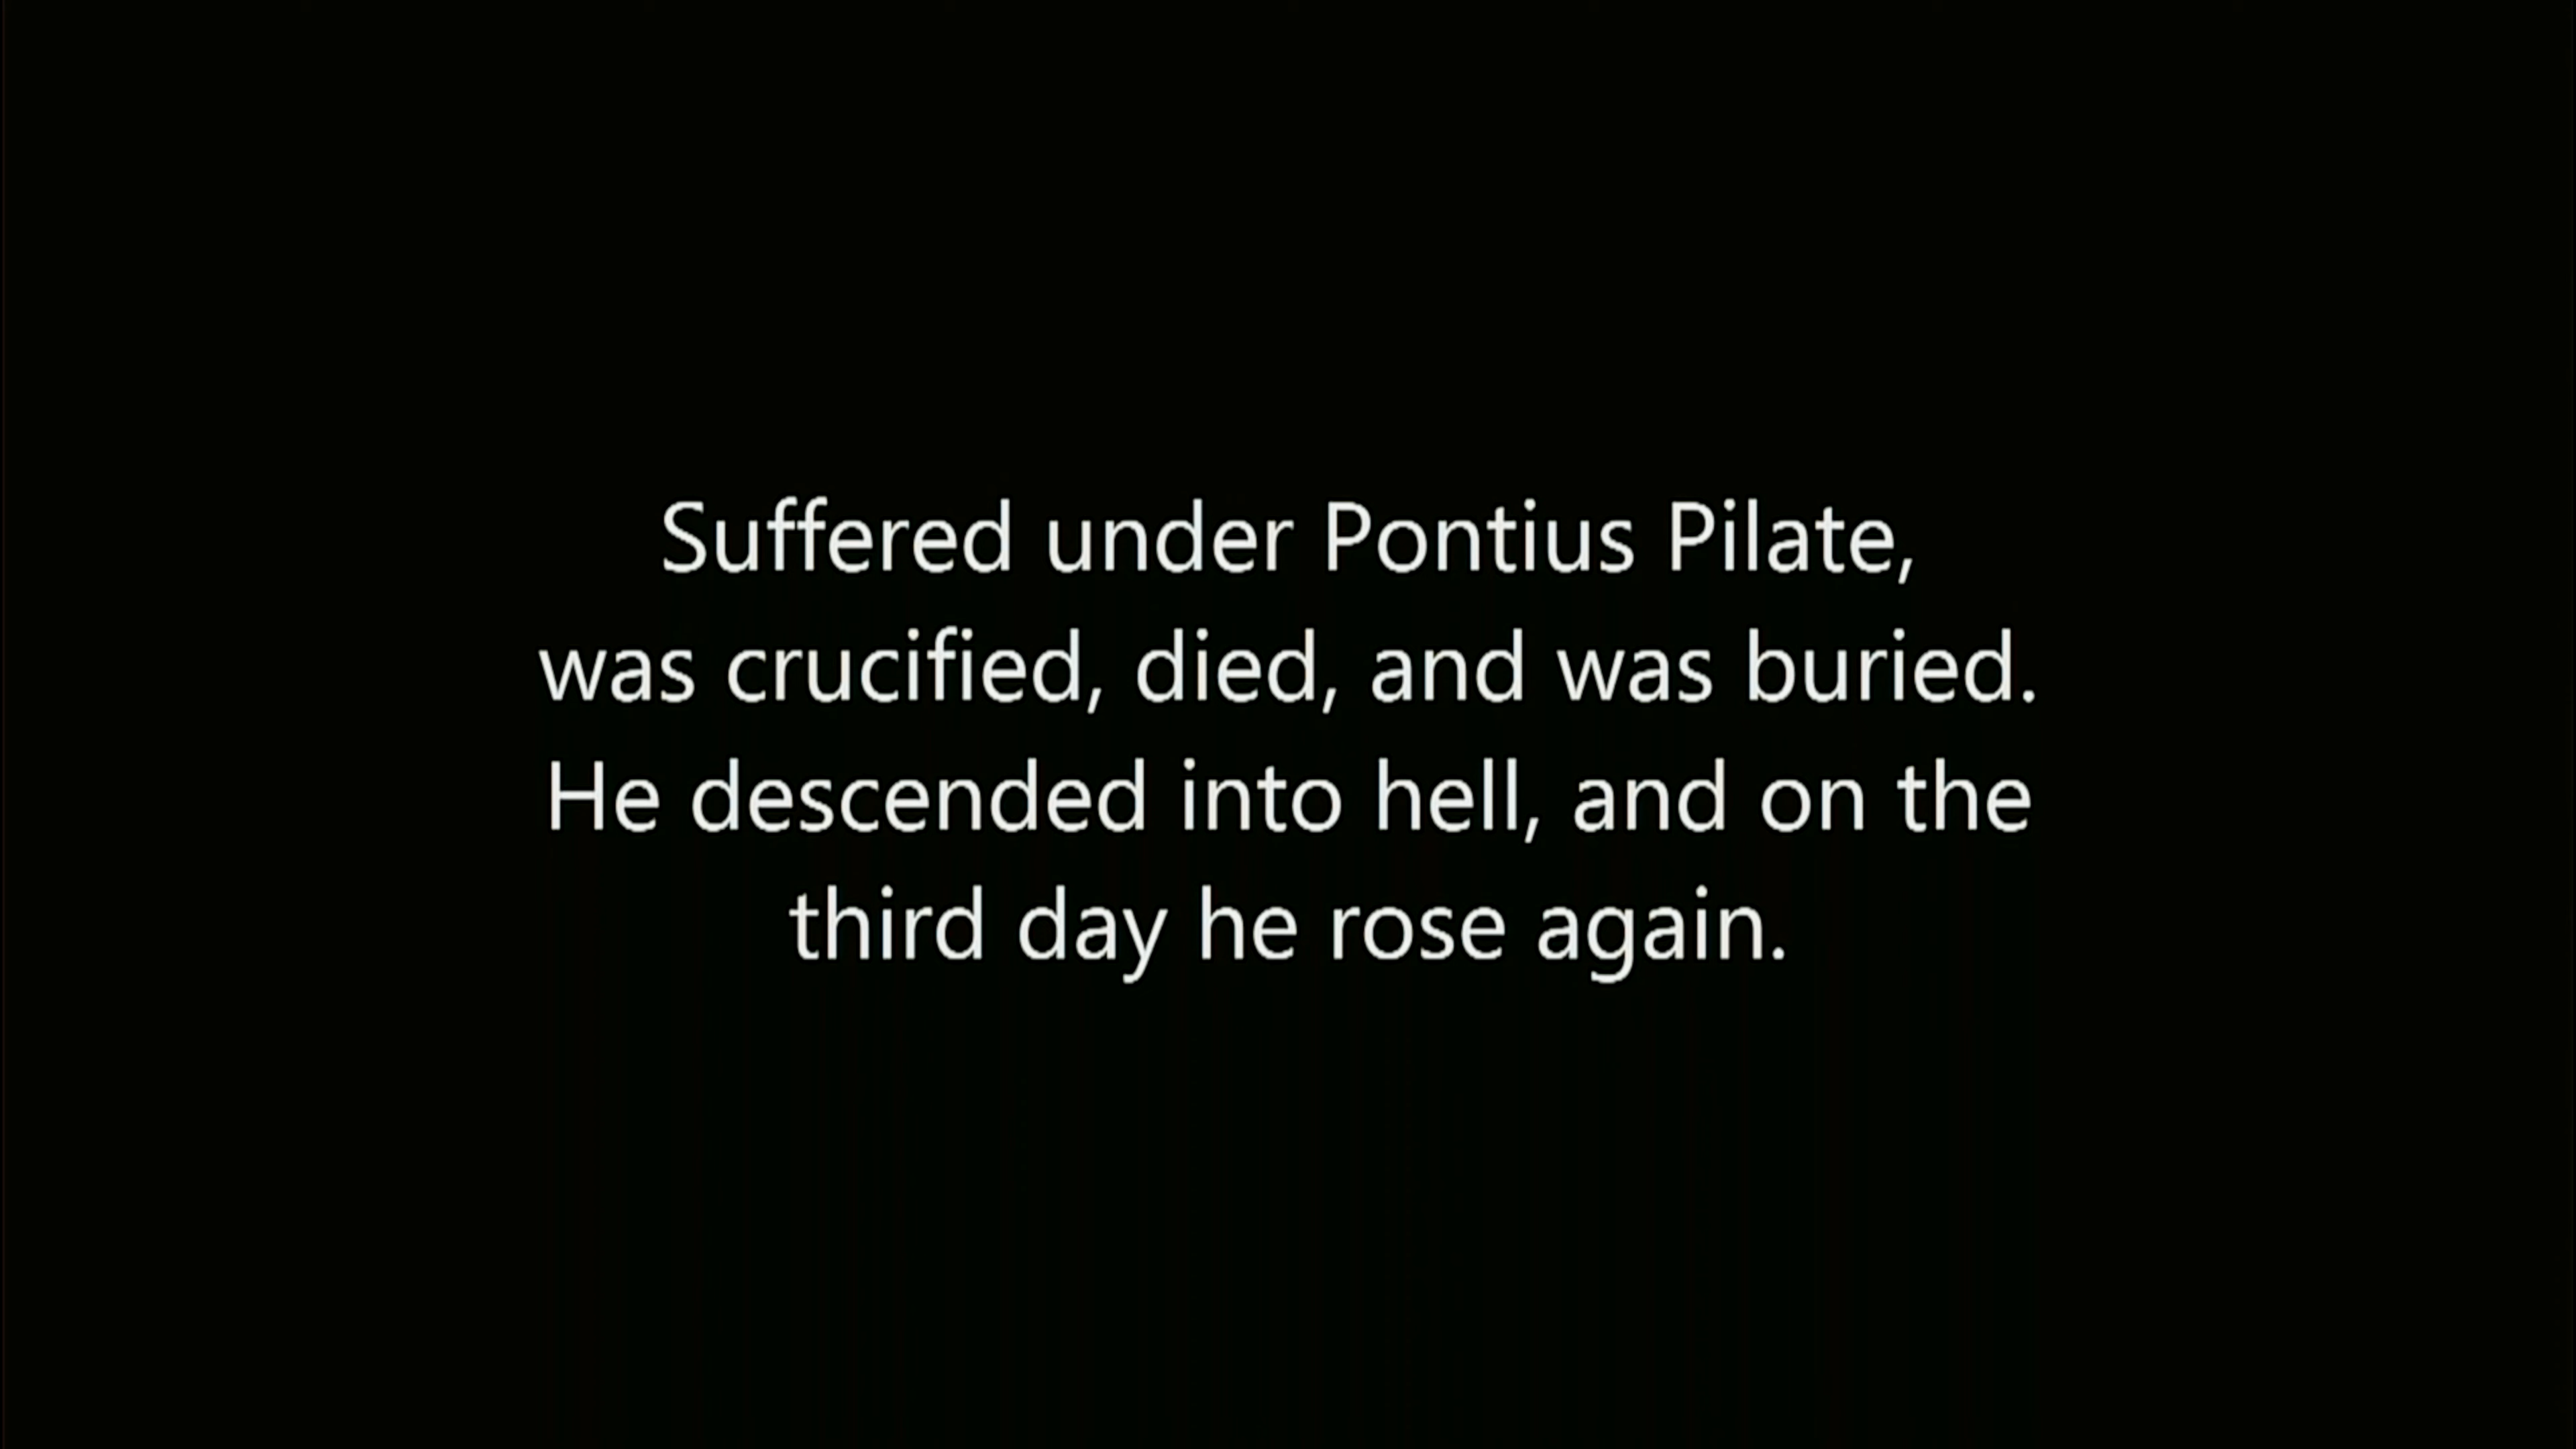 Suffered under Pontius Pilate,
was crucified, died, and was buried.
He descended into hell, and on the
third day he rose again.